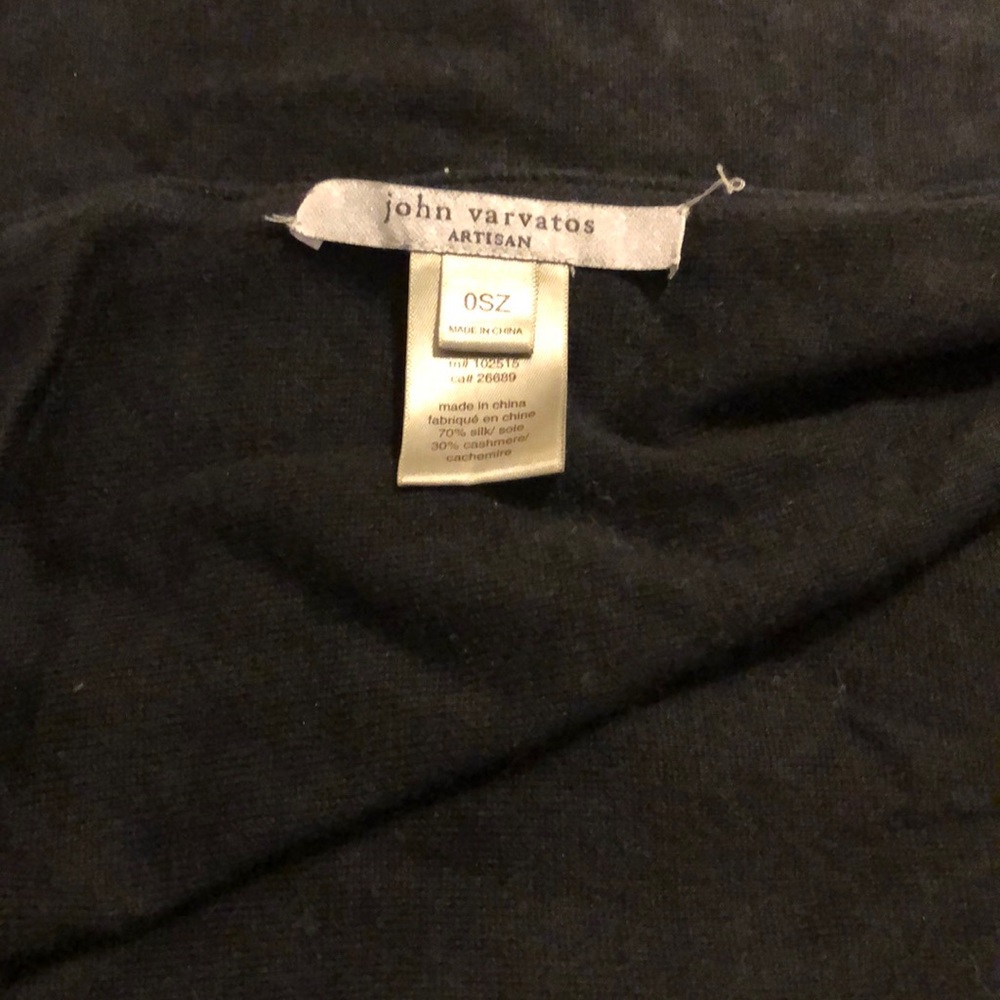 john varvatos
ARTISAN
0SZ
MADE IN CHINA
rn# 102515
ca# 26689
made in china
fabriqué en chine
70% silk/ soie
30% cashmere/
cachemire